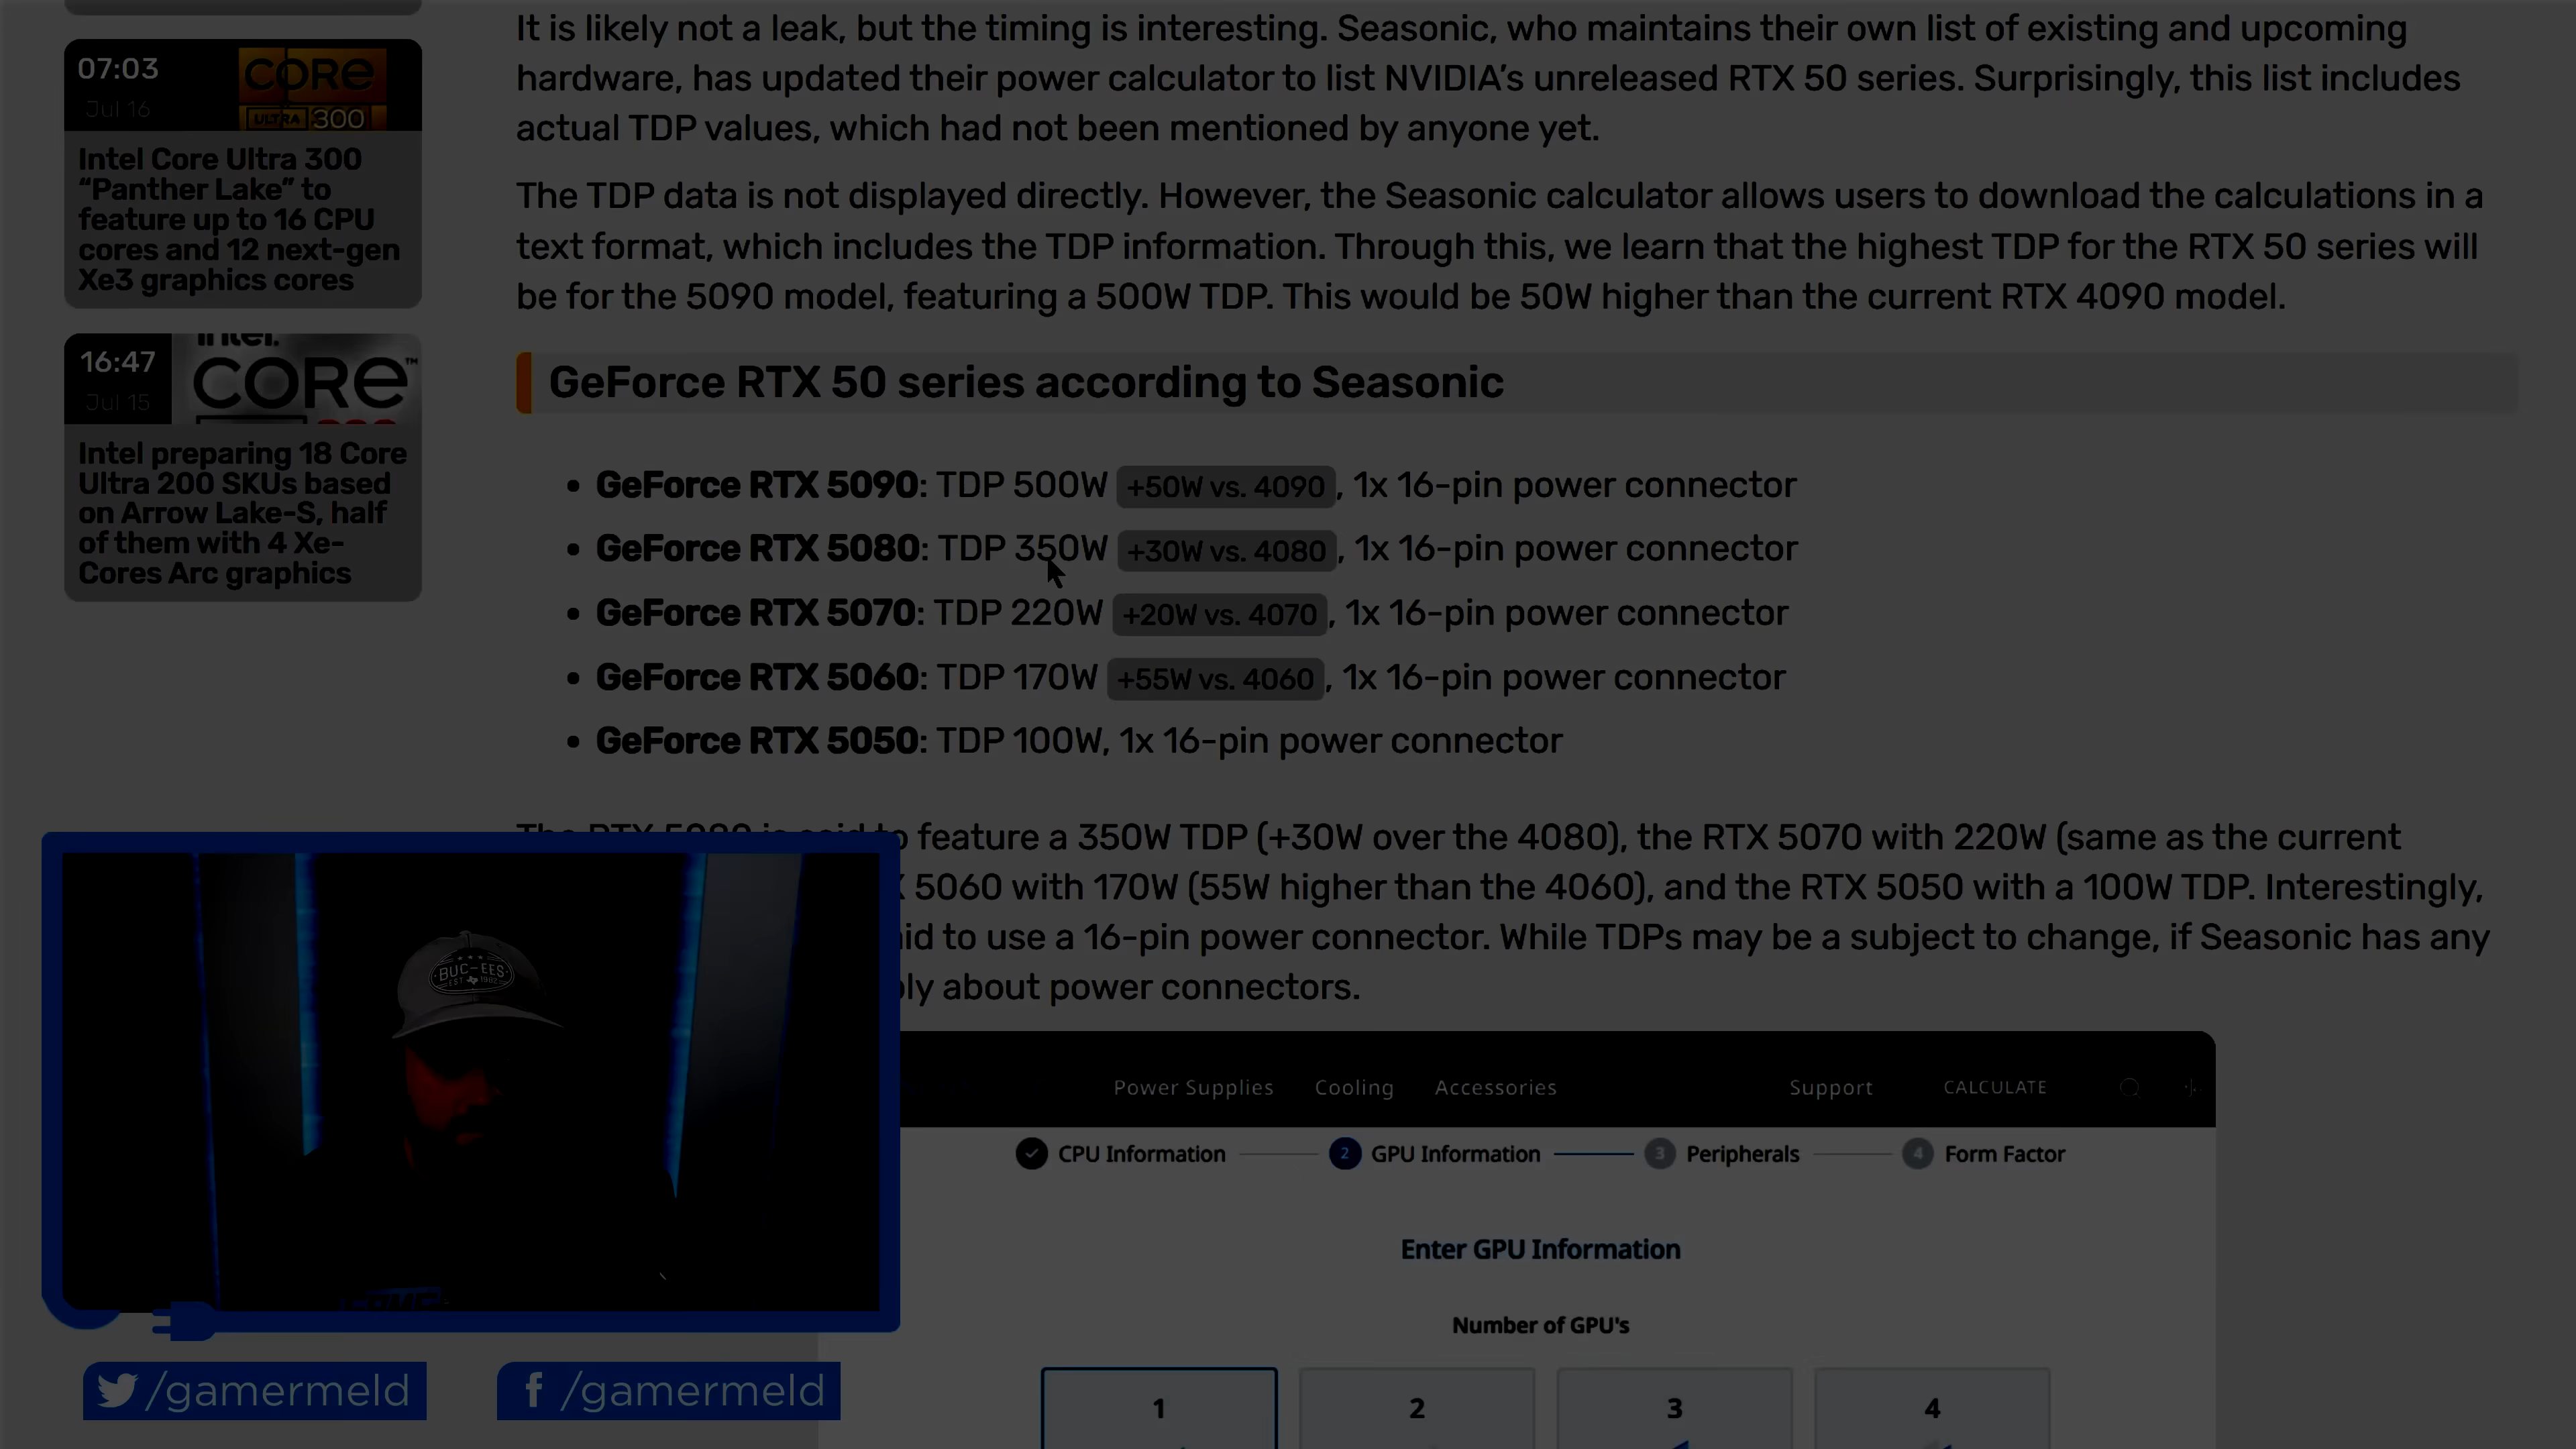 It is likely not a leak, but the timing is interesting. Seasonic, who maintains their own list of existing and upcoming
hardware, has updated their power calculator to list NVIDIA's unreleased RTX 50 series. Surprisingly, this list includes
actual TDP values, which had not been mentioned by anyone yet.
The TDP data is not displayed directly. However, the Seasonic calculator allows users to download the calculations in a
text format, which includes the TDP information. Through this, we learn that the highest TDP for the RTX 50 series will
be for the 5090 model, featuring a 500W TDP. This would be 50W higher than the current RTX 4090 model.
07:03
Jul 16
CORE
ULTRA 300
Intel Core Ultra 300
“Panther Lake” to
feature up to 16 CPU
cores and 12 next-gen
Xe3 graphics cores
16:47
Jul 15
intel.
CORE™
Intel preparing 18 Core
Ultra 200 SKUs based
on Arrow Lake-S, half
of them with 4 Xe-
Cores Arc graphics
GeForce RTX 50 series according to Seasonic
• GeForce RTX 5090: TDP 500W +50W vs. 4090, 1x 16-pin power connector
• GeForce RTX 5080: TDP 350W +30W vs. 4080, 1x 16-pin power connector
• GeForce RTX 5070: TDP 220W +20W vs. 4070, 1x 16-pin power connector
• GeForce RTX 5060: TDP 170W +55W vs. 4060, 1x 16-pin power connector
• GeForce RTX 5050: TDP 100W, 1x 16-pin power connector
feature a 350W TDP (+30W over the 4080), the RTX 5070 with 220W (same as the current
5060 with 170W (55W higher than the 4060), and the RTX 5050 with a 100W TDP. Interestingly,
to use a 16-pin power connector. While TDPs may be a subject to change, if Seasonic has any
about power connectors.
BUC-EES
EST 1982
Power Supplies Cooling Accessories Support CALCULATE
CPU Information 2 GPU Information 3 Peripherals 4 Form Factor
Enter GPU Information
Number of GPU's
1 2 3 4
/gamermeld f /gamermeld